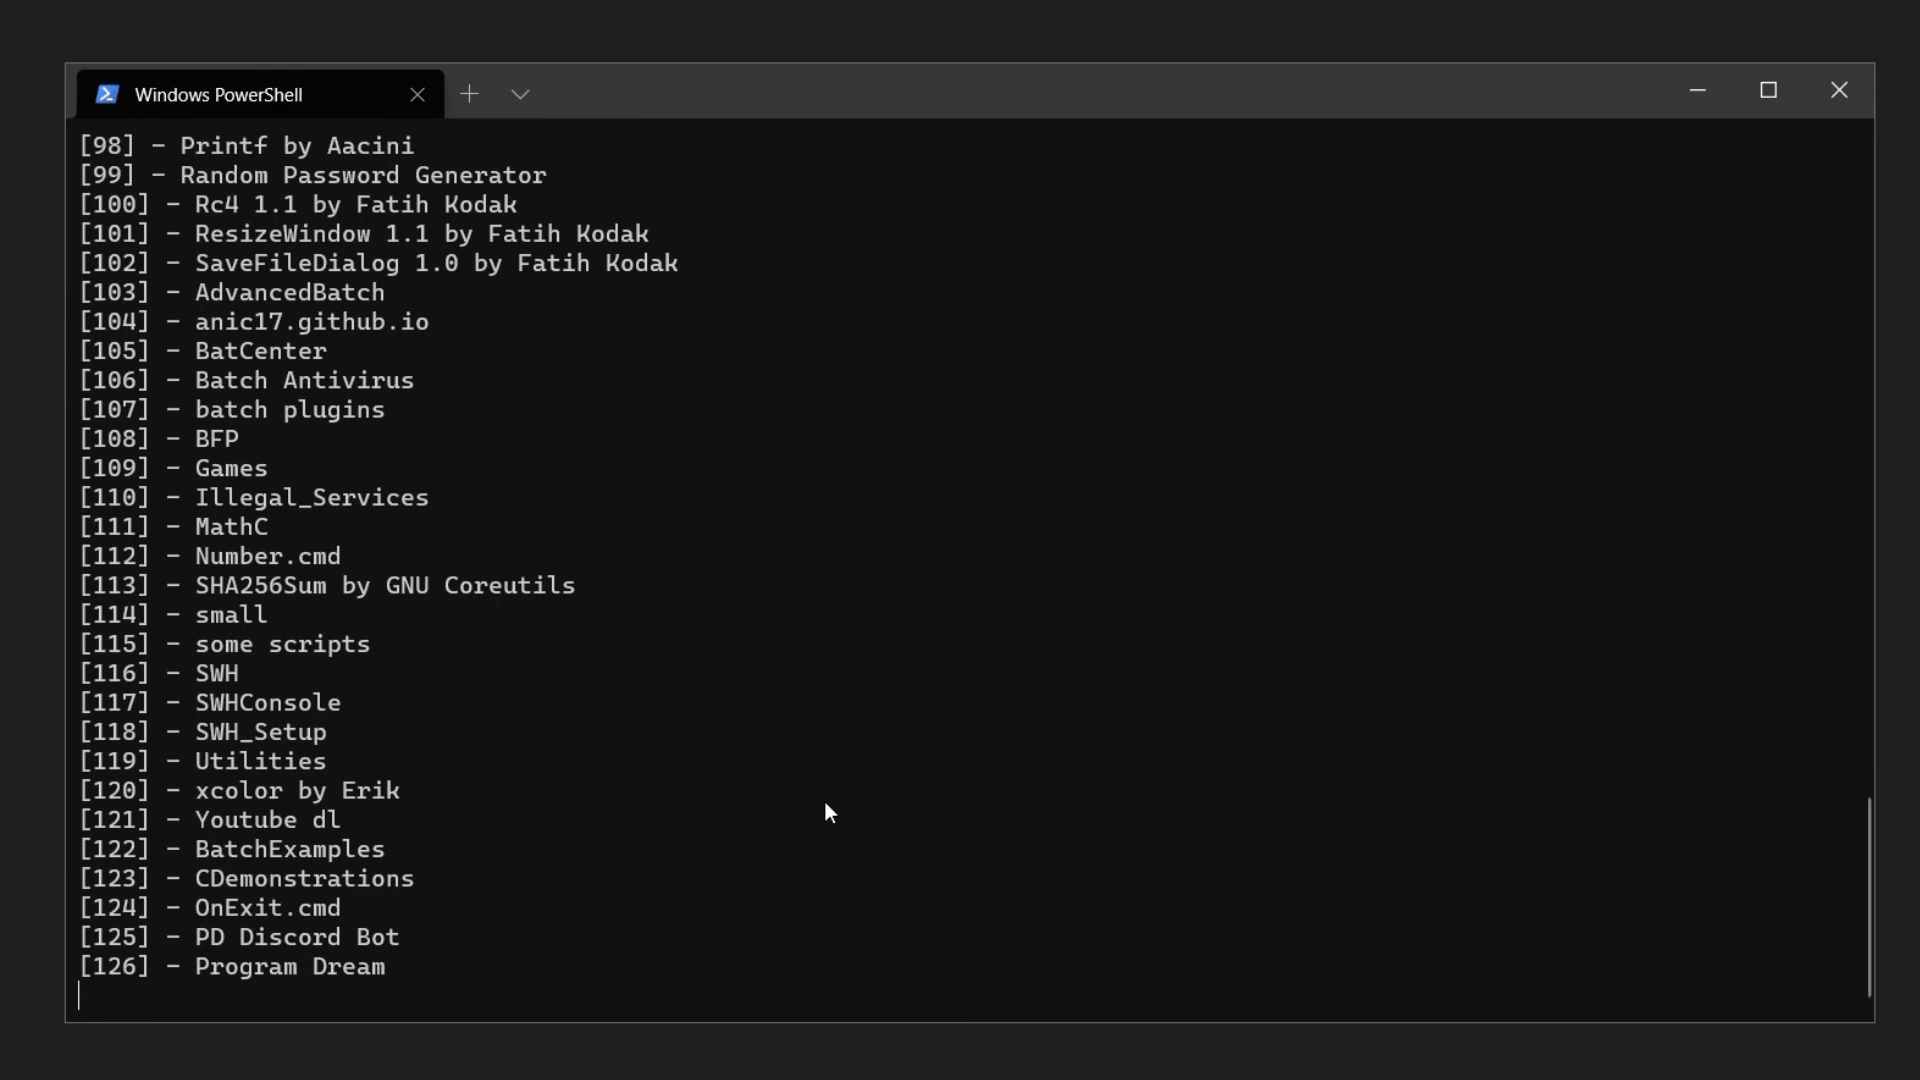 Windows PowerShell
[98] - Printf by Aacini
[99] - Random Password Generator
[100] - Rc4 1.1 by Fatih Kodak
[101] - ResizeWindow 1.1 by Fatih Kodak
[102] - SaveFileDialog 1.0 by Fatih Kodak
[103] - AdvancedBatch
[104] - anic17.github.io
[105] - BatCenter
[106] - Batch Antivirus
[107] - batch plugins
[108] - BFP
[109] - Games
[110] - Illegal_Services
[111] - MathC
[112] - Number.cmd
[113] - SHA256Sum by GNU Coreutils
[114] - small
[115] - some scripts
[116] - SWH
[117] - SWHConsole
[118] - SWH_Setup
[119] - Utilities
[120] - xcolor by Erik
[121] - Youtube dl
[122] - BatchExamples
[123] - CDemonstrations
[124] - OnExit.cmd
[125] - PD Discord Bot
[126] - Program Dream